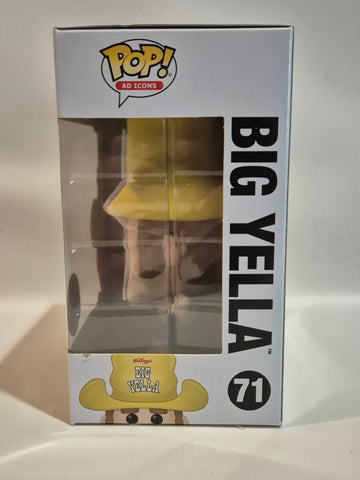 POP!
AD ICONS
BIG YELLA™
71
Kellogg's
BIG
YELLA